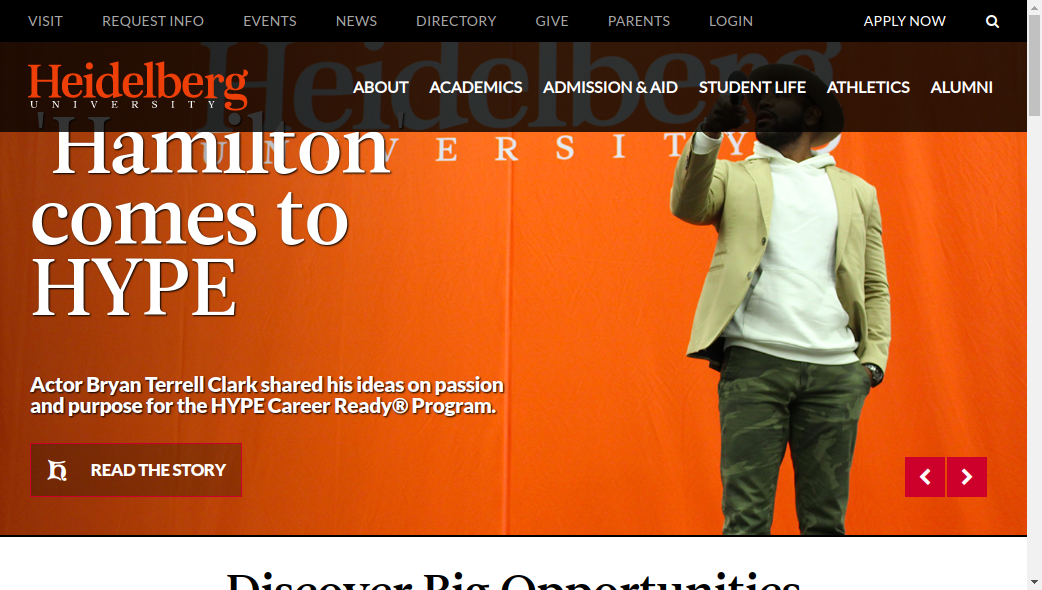 VISIT REQUEST INFO EVENTS NEWS DIRECTORY GIVE PARENTS LOGIN APPLY NOW
Heidelberg
UNIVERSITY
ABOUT ACADEMICS ADMISSION & AID STUDENT LIFE ATHLETICS ALUMNI
Heidelberg
UNIVERSITY
'Hamilton'
comes to
HYPE
Actor Bryan Terrell Clark shared his ideas on passion
and purpose for the HYPE Career Ready® Program.
READ THE STORY
Discover Big Opportunities